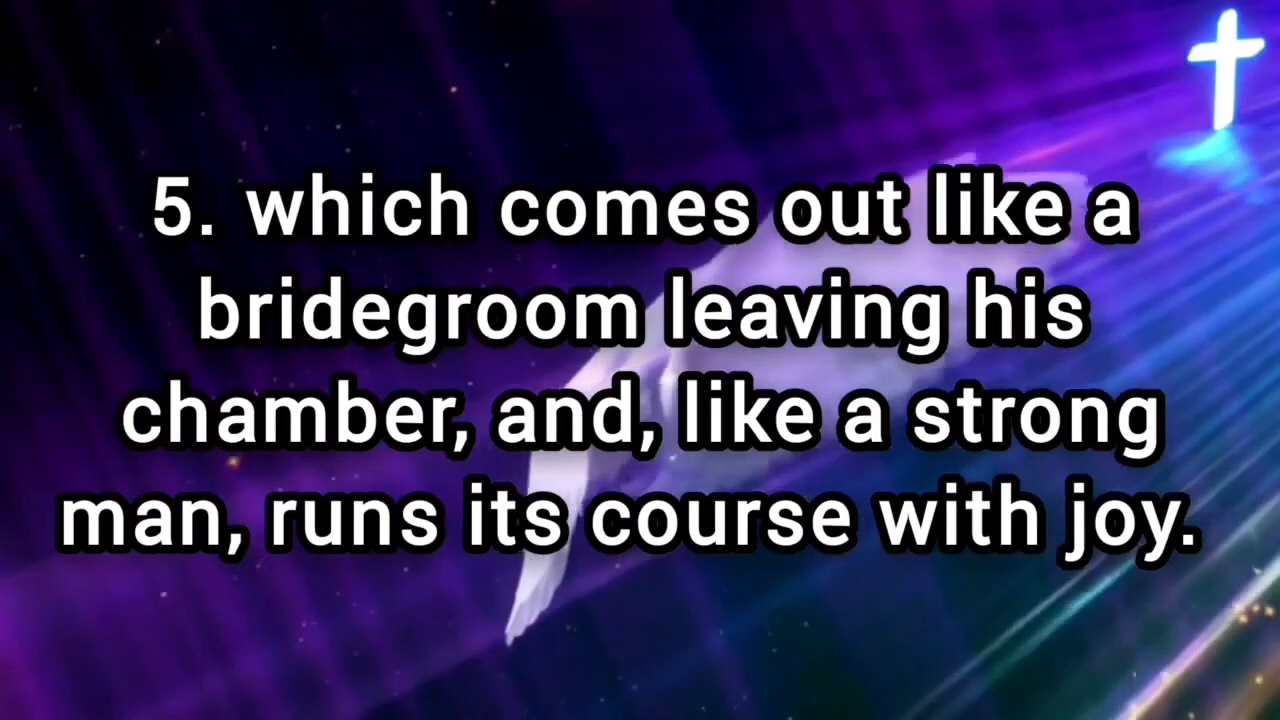 5. which comes out like a
bridegroom leaving his
chamber, and, like a strong
man, runs its course with joy.